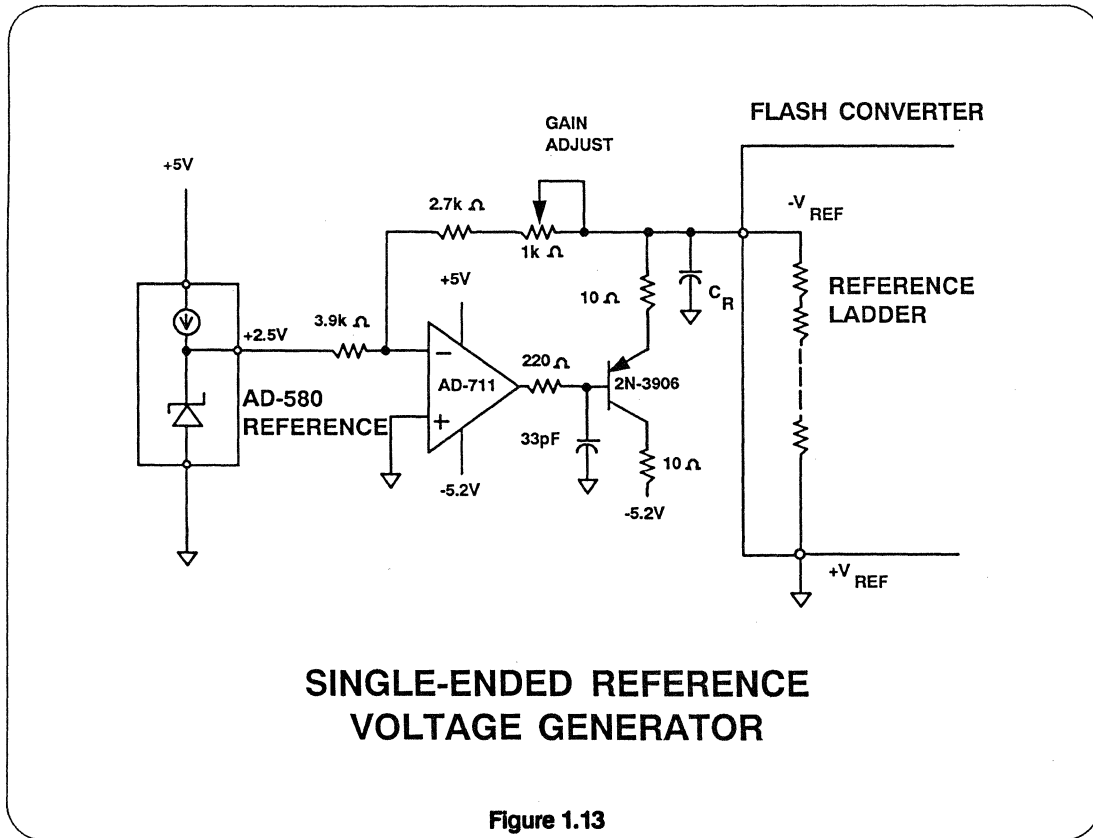 FLASH CONVERTER
GAIN
ADJUST
+5V
2.7k Ω
1k Ω
-V REF
+5V
10 Ω
C R
REFERENCE
LADDER
3.9k Ω
+2.5V
220 Ω
AD-711
2N-3906
AD-580
REFERENCE
33pF
10 Ω
-5.2V
-5.2V
+V REF
SINGLE-ENDED REFERENCE
VOLTAGE GENERATOR
Figure 1.13